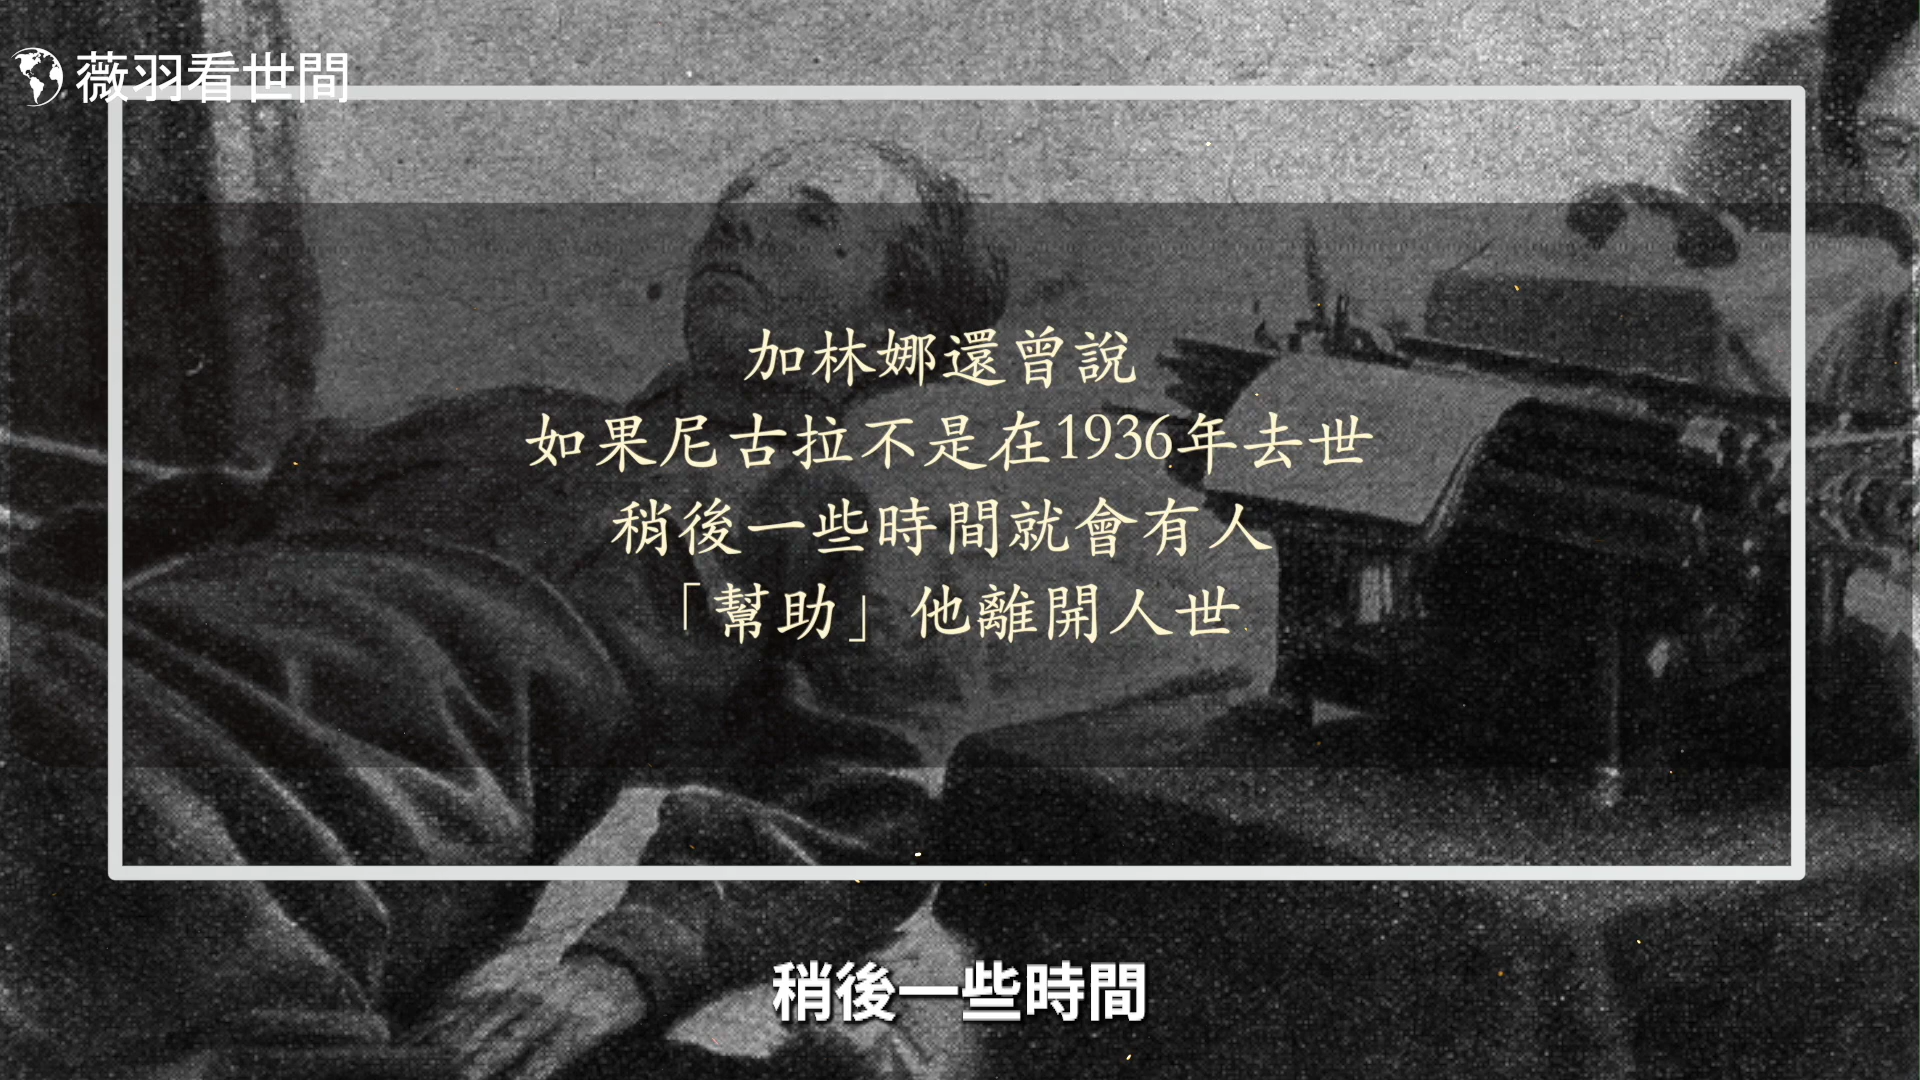 薇羽看世間
加林娜還曾說
如果尼古拉不是在1936年去世
稍後一些時間就會有人
「幫助」他離開人世
稍後一些時間